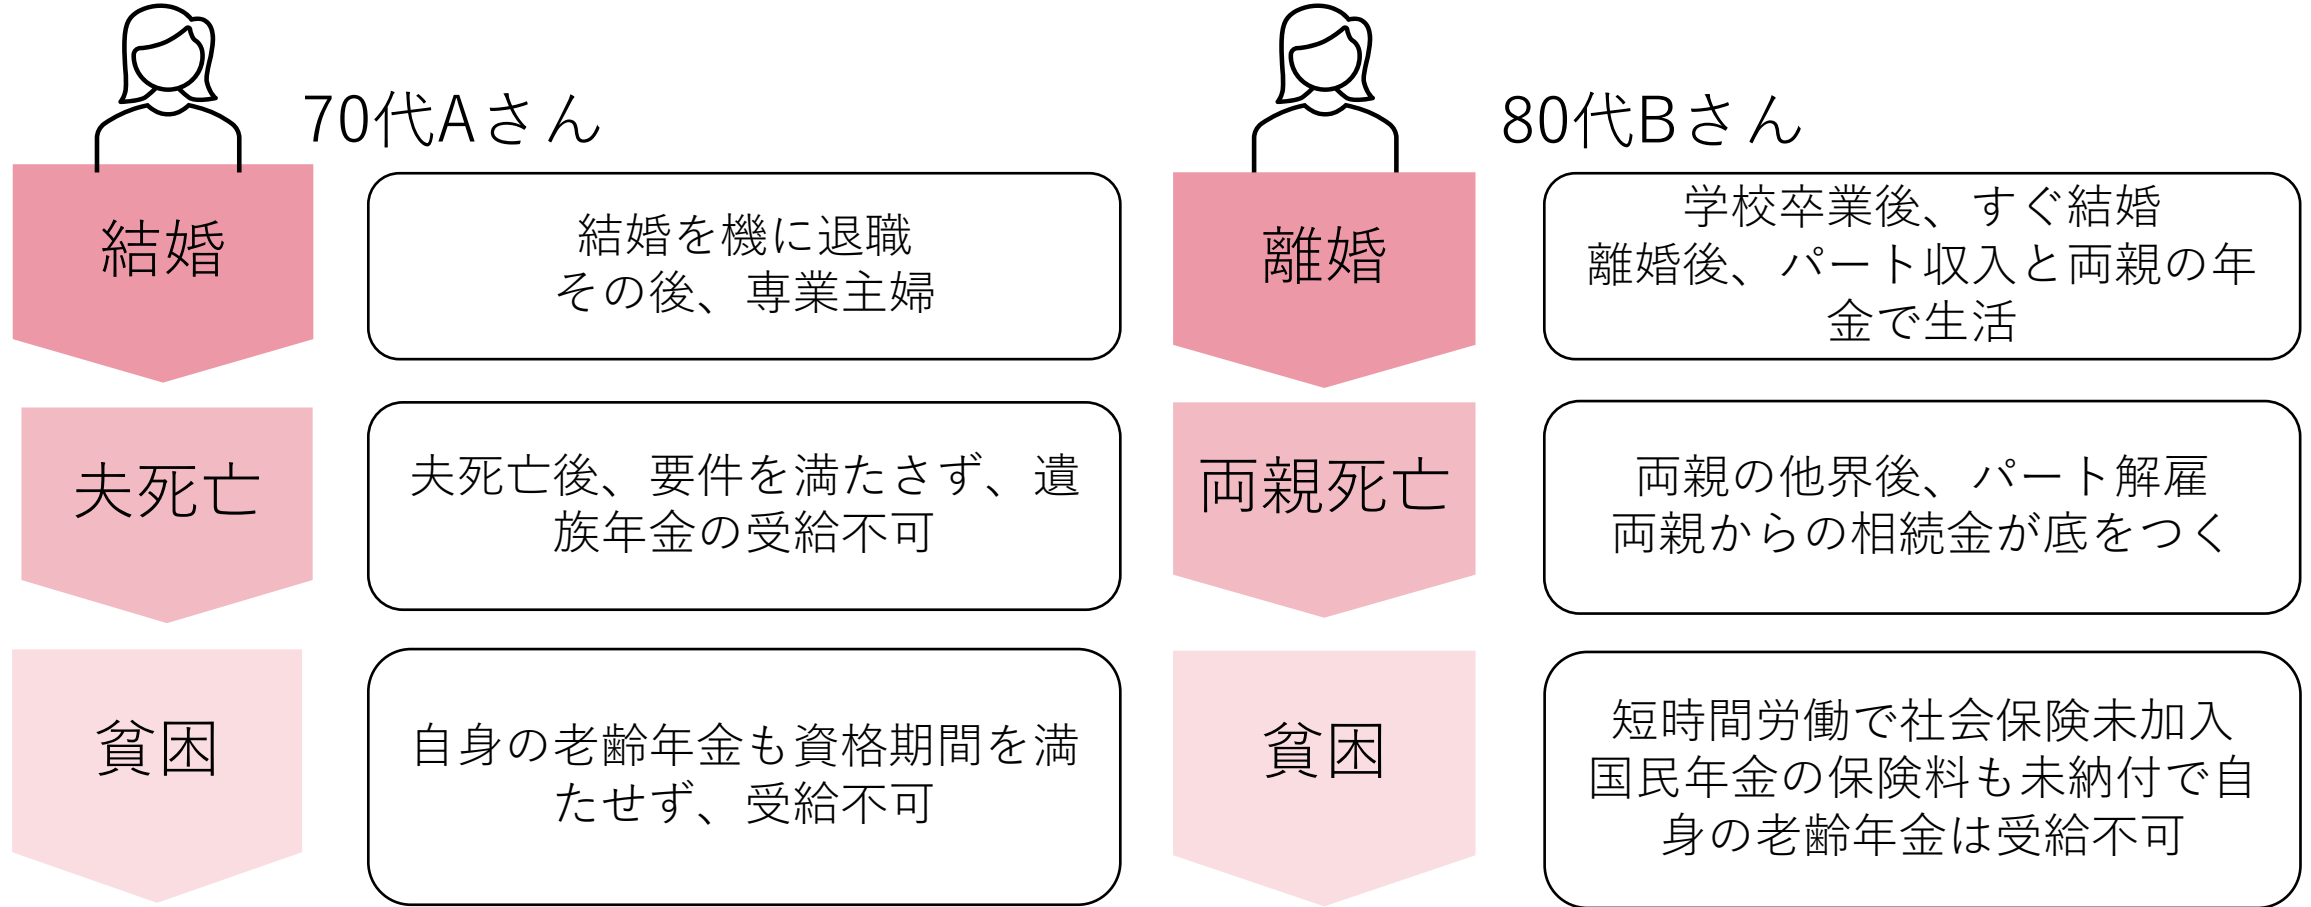 70代Aさん
結婚
結婚を機に退職
その後、専業主婦
夫死亡
夫死亡後、要件を満たさず、遺
族年金の受給不可
貧困
自身の老齢年金も資格期間を満
たせず、受給不可
80代Bさん
離婚
学校卒業後、すぐ結婚
離婚後、パート収入と両親の年
金で生活
両親死亡
両親の他界後、パート解雇
両親からの相続金が底をつく
貧困
短時間労働で社会保険未加入
国民年金の保険料も未納付で自
身の老齢年金は受給不可